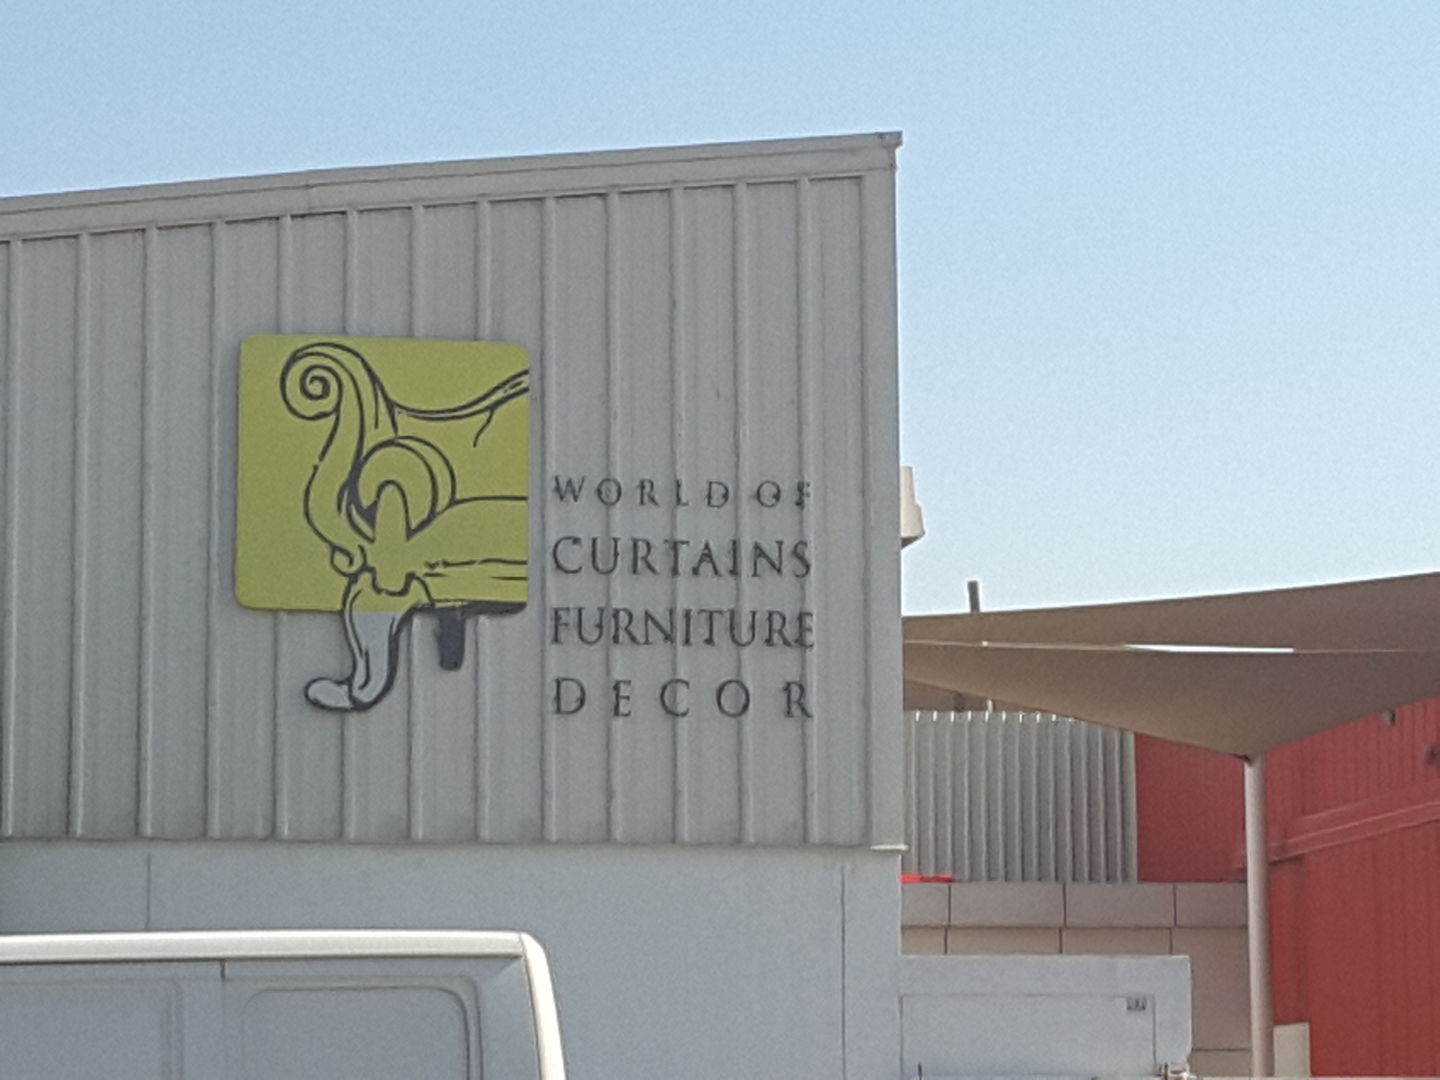 WORLD OF
CURTAINS
FURNITURE
DECOR